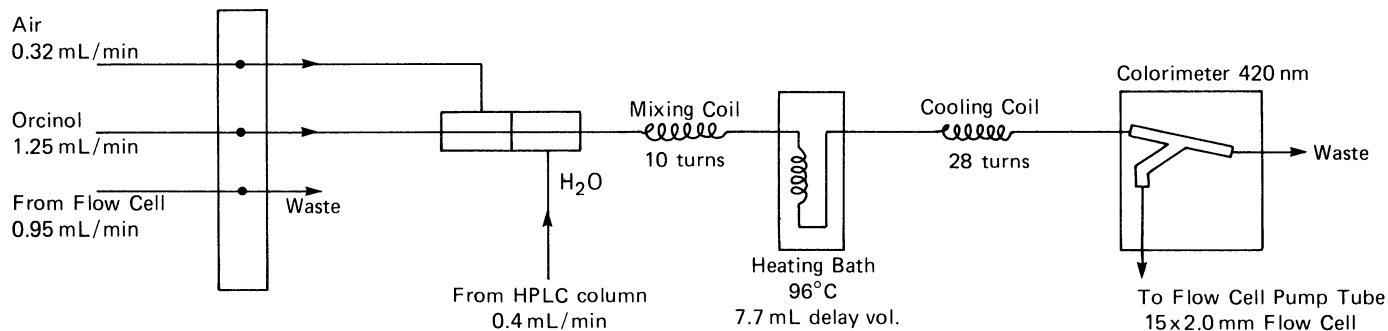 Air
0.32 mL/min
Orcinol
1.25 mL/min
From Flow Cell
0.95 mL/min
Waste
H₂O
From HPLC column
0.4 mL/min
Mixing Coil
10 turns
Heating Bath
96°C
7.7 mL delay vol.
Cooling Coil
28 turns
Colorimeter 420 nm
Waste
To Flow Cell Pump Tube
15x2.0 mm Flow Cell